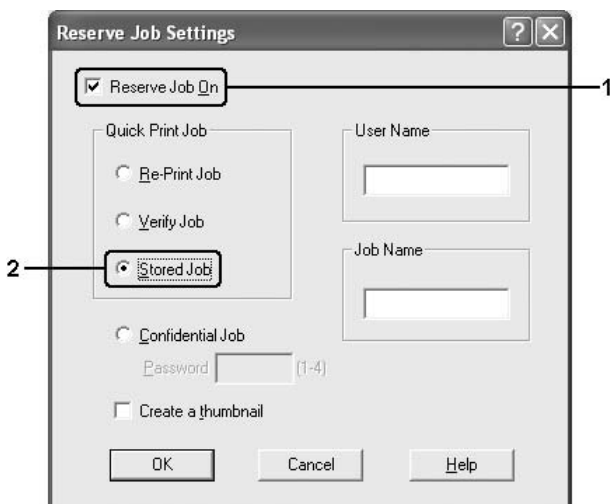 Reserve Job Settings
Reserve Job On
1
Quick Print Job
User Name
Re-Print Job
Verify Job
Job Name
2
Stored Job
Confidential Job
Password
(1-4)
Create a thumbnail
OK
Cancel
Help